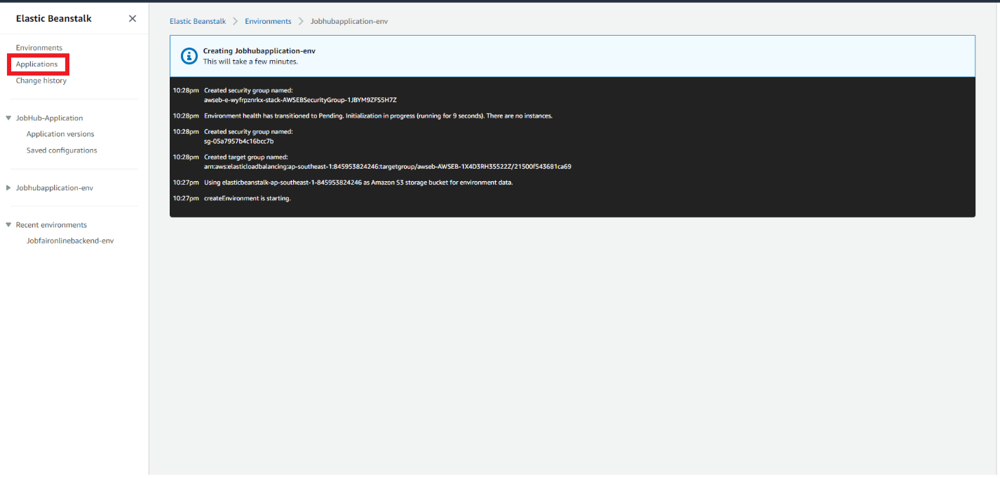 Elastic Beanstalk
Environments
Applications
Change history
JobHub-Application
Application versions
Saved configurations
Jobhubapplication-env
Recent environments
Jobfaironlinebackend-env
Elastic Beanstalk Environments Jobhubapplication-env
Creating Jobhubapplication-env
This will take a few minutes.
10:28pm Created security group named:
awseb-e-wyfrpznrkx-stack-AWSEBSecurityGroup-1JBYM9ZFS5H7Z
10:28pm Environment health has transitioned to Pending. Initialization in progress (running for 9 seconds). There are no instances.
10:28pm Created security group named:
sg-05a7957b4c16bcc7b
10:28pm Created target group named:
arn:aws:elasticloadbalancing:ap-southeast-1:845953824246:targetgroup/awseb-AWSEB-1X4D3RH35522Z/21500f543681ca69
10:27pm Using elasticbeanstalk-ap-southeast-1-845953824246 as Amazon S3 storage bucket for environment data.
10:27pm createEnvironment is starting.